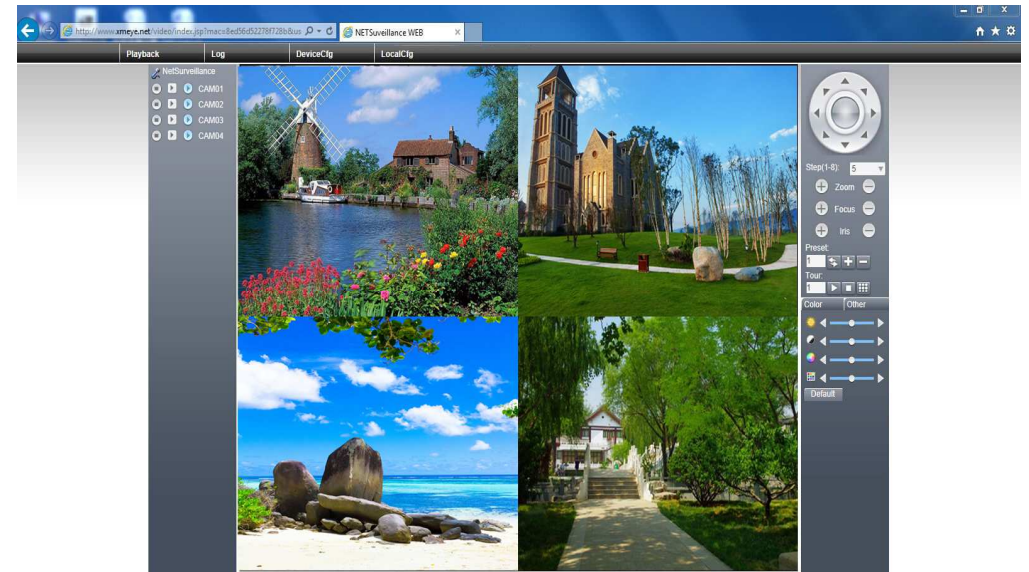 http://www.xmeye.net/video/index.jsp?mac=8ed56d52278f728b&us
NETSuveillance WEB
Playback Log DeviceCfg LocalCfg
NetSurveillance
CAM01
CAM02
CAM03
CAM04
Step(1-8): 5
Zoom
Focus
Iris
Preset:
1
Tour:
1
Color Other
Default